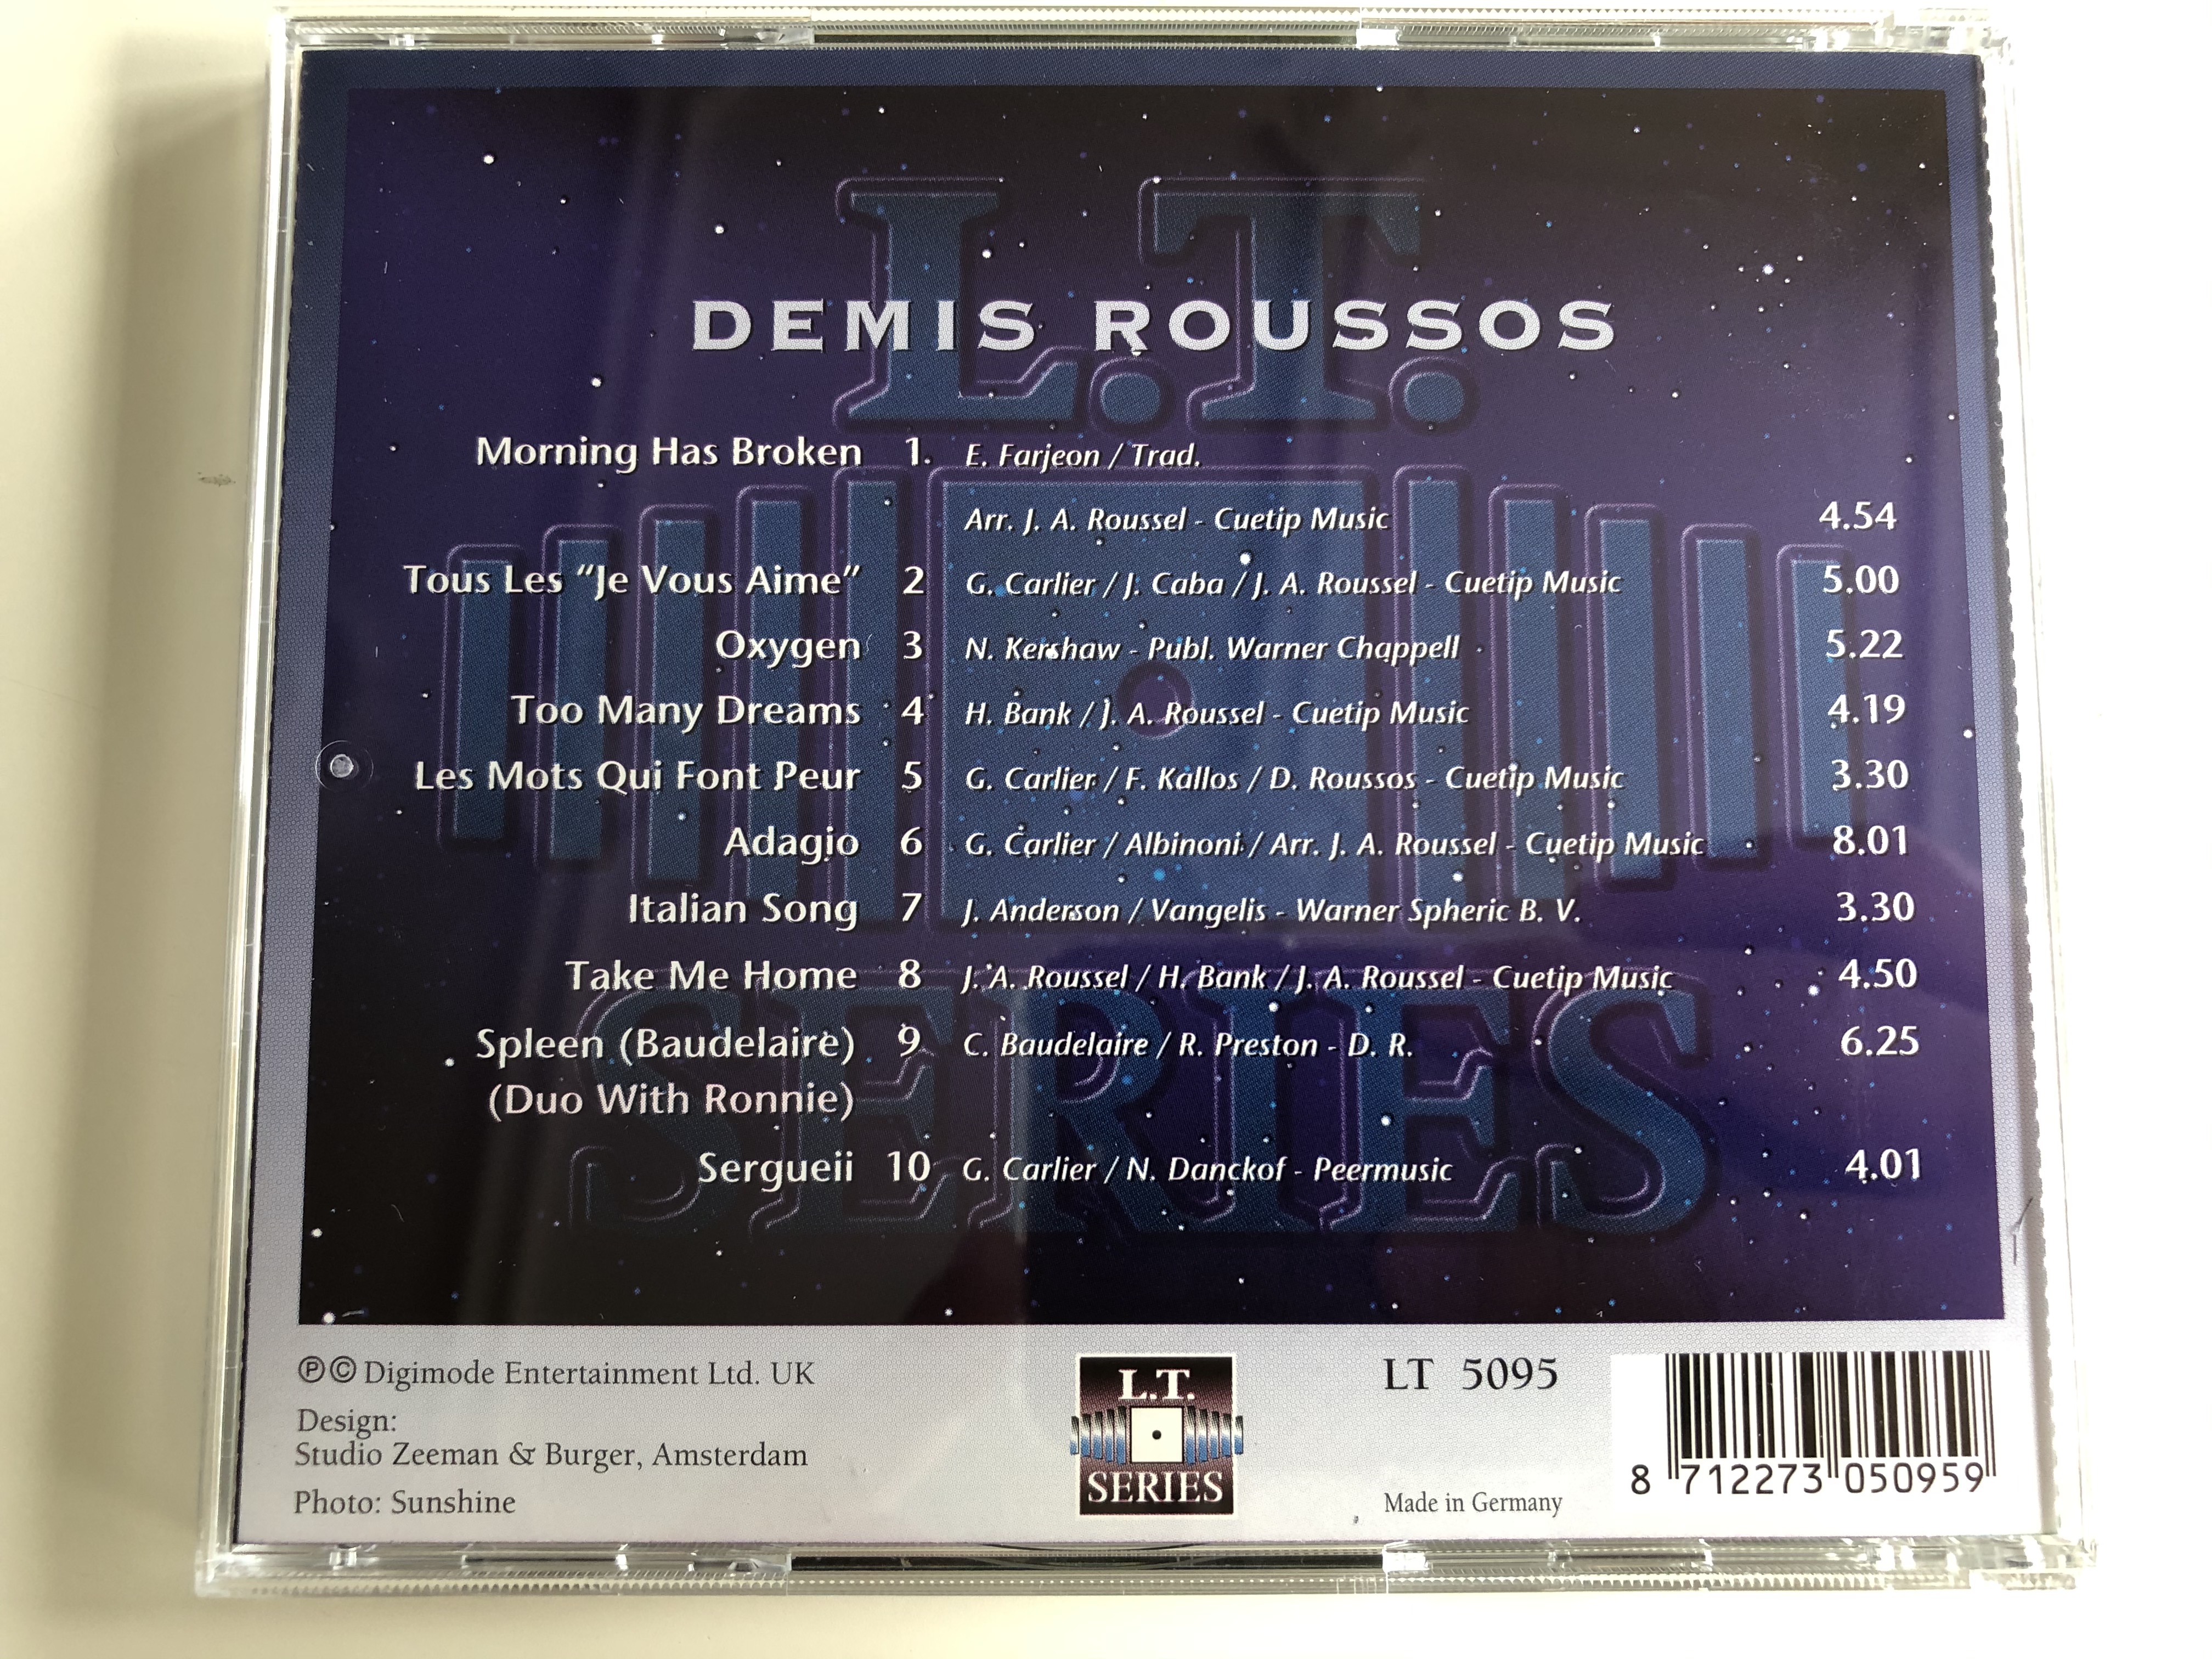 L.T.
DEMIS ROUSSOS
Morning Has Broken 1. E. Farjeon / Trad.
Arr. J. A. Roussel - Cuetip Music 4.54
Tous Les “Je Vous Aime” 2 G. Carlier / J. Caba / J. A. Roussel - Cuetip Music 5.00
Oxygen 3 N. Kershaw - Publ. Warner Chappell 5.22
Too Many Dreams 4 H. Bank / J. A. Roussel - Cuetip Music 4.19
Les Mots Qui Font Peur 5 G. Carlier / F. Kallos / D. Roussos - Cuetip Music 3.30
Adagio 6 G. Carlier / Albinoni / Arr. J. A. Roussel - Cuetip Music 8.01
Italian Song 7 J. Anderson / Vangelis - Warner Spheric B. V. 3.30
Take Me Home 8 J. A. Roussel / H. Bank / J. A. Roussel - Cuetip Music 4.50
Spleen (Baudelaire) 9 C. Baudelaire / R. Preston - D. R. 6.25
(Duo With Ronnie)
Sergueii 10 G. Carlier / N. Danckof - Peermusic 4.01
SERIES
℗© Digimode Entertainment Ltd. UK
Design:
Studio Zeeman & Burger, Amsterdam
Photo: Sunshine
L.T.
SERIES
LT 5095
Made in Germany
8 712273 050959